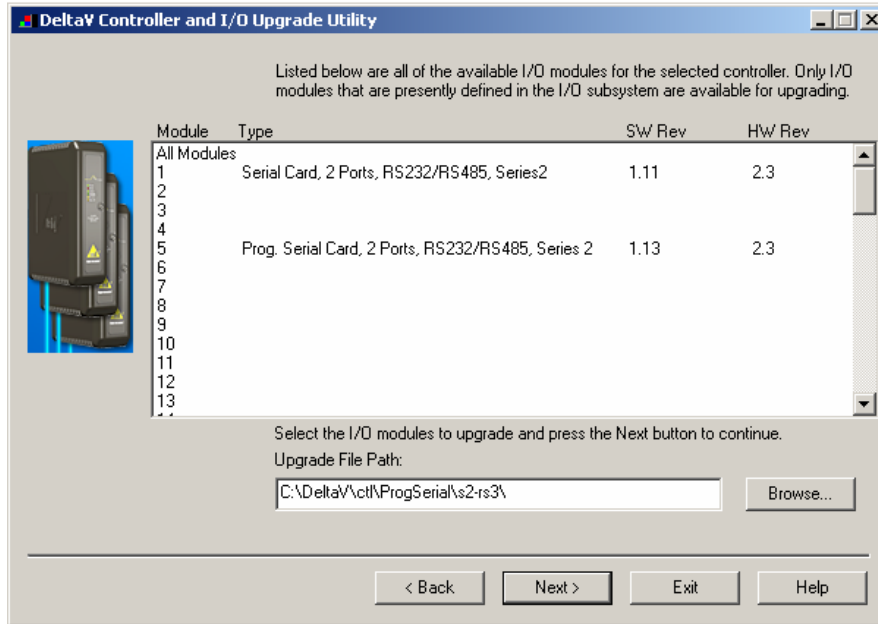 DeltaV Controller and I/O Upgrade Utility
Listed below are all of the available I/O modules for the selected controller. Only I/O
modules that are presently defined in the I/O subsystem are available for upgrading.
Module Type SW Rev HW Rev
All Modules
1 Serial Card, 2 Ports, RS232/RS485, Series2 1.11 2.3
2
3
4
5 Prog. Serial Card, 2 Ports, RS232/RS485, Series 2 1.13 2.3
6
7
8
9
10
11
12
13
Select the I/O modules to upgrade and press the Next button to continue.
Upgrade File Path:
C:\DeltaV\ctl\ProgSerial\s2-rs3\ Browse...
< Back Next > Exit Help